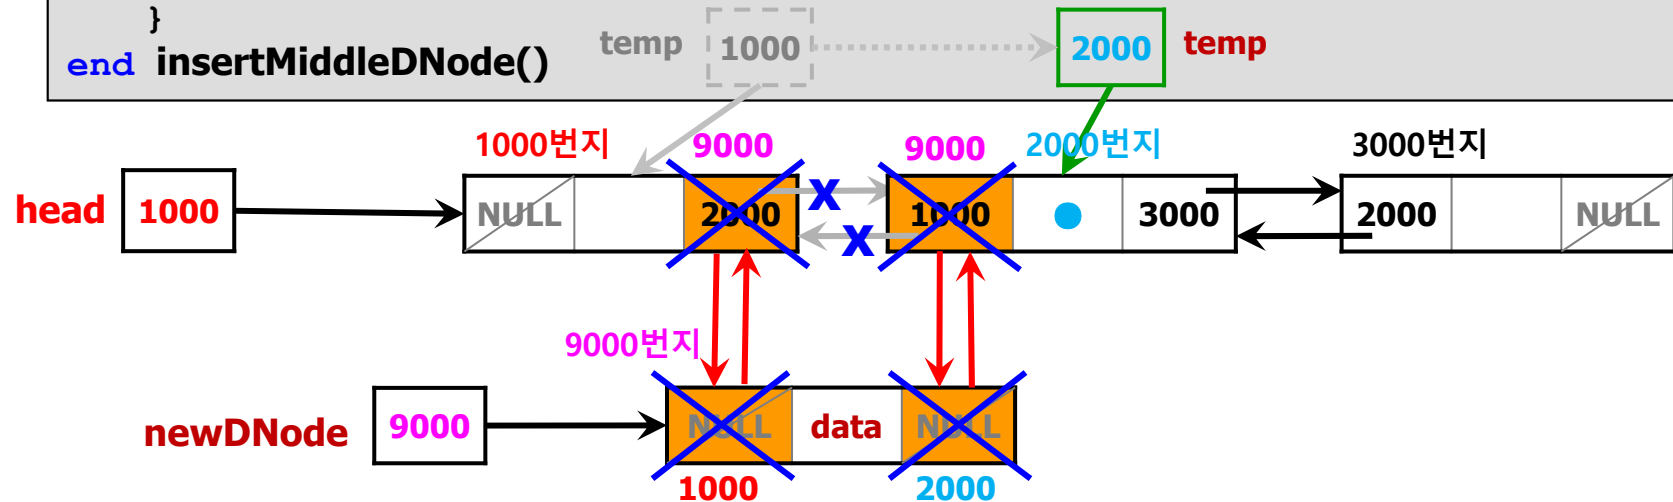 }
end insertMiddleDNode()
temp 1000 2000 temp
1000번지 9000 9000 2000번지 3000번지
head 1000 NULL 2000 X 1000 3000 2000 NULL
X
9000번지
newDNode 9000 NULL data NULL
1000 2000